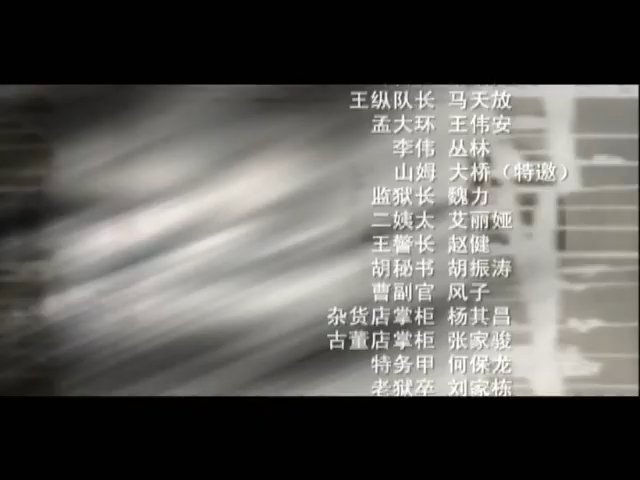 王纵队长 马天放
孟大环 王伟安
李伟 丛林
山姆 大桥（特邀）
监狱长 魏力
二姨太 艾丽娅
王警长 赵健
胡秘书 胡振涛
曹副官 风子
杂货店掌柜 杨其昌
古董店掌柜 张家骏
特务甲 何保龙
老狱卒 刘家栋